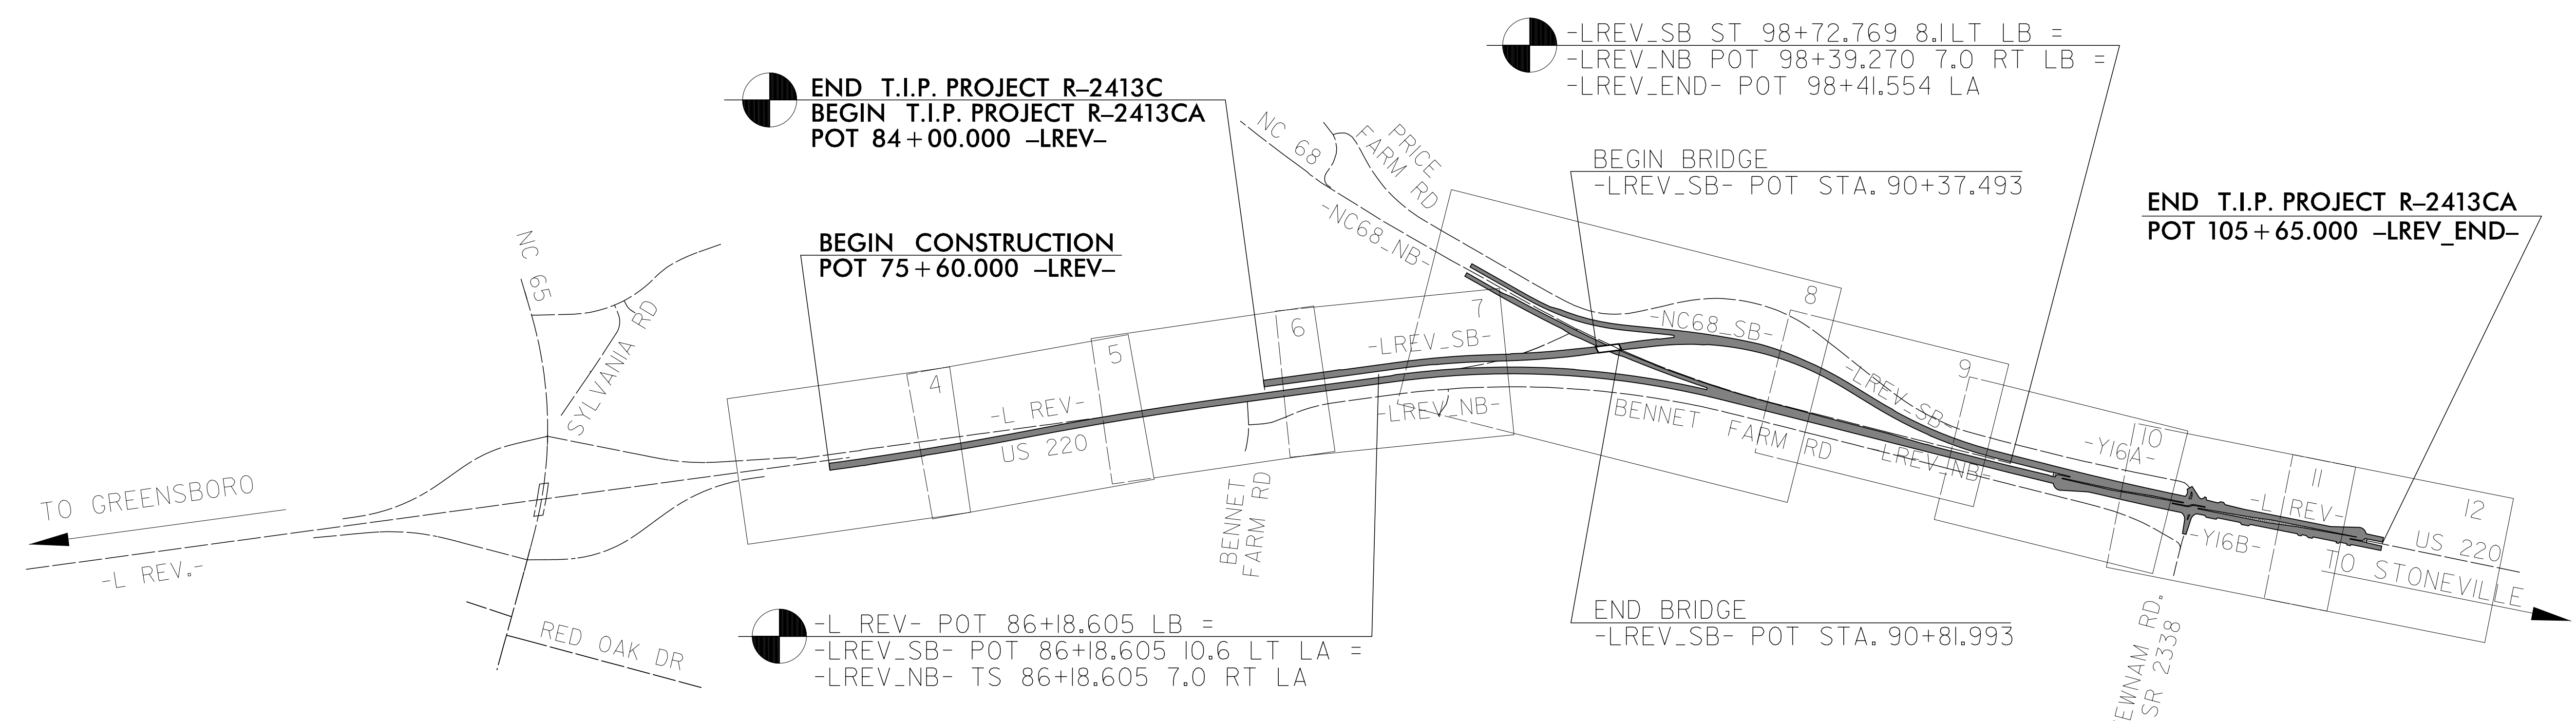 -LREV_SB ST 98+72.769 8.1LT LB =
-LREV_NB POT 98+39.270 7.0 RT LB =
-LREV_END- POT 98+41.554 LA
END T.I.P. PROJECT R-2413C
BEGIN T.I.P. PROJECT R-2413CA
POT 84+00.000 -LREV-
NC 68
PRICE
FARM RD
BEGIN BRIDGE
-LREV_SB- POT STA. 90+37.493
END T.I.P. PROJECT R-2413CA
POT 105+65.000 -LREV_END-
BEGIN CONSTRUCTION
POT 75+60.000 -LREV-
NC 65
SYLVANIA RD
-NC68_NB-
-NC68_SB-
-LREV_SB-
4
5
6
7
8
9
10
11
12
-L REV-
US 220
-LREV_NB-
BENNET FARM RD
-LREV_SB-
LREV_NB-
-Y16A-
-L REV-
-Y16B-
US 220
TO STONEVILLE
TO GREENSBORO
-L REV.-
BENNET
FARM RD
RED OAK DR
-L REV- POT 86+18.605 LB =
-LREV_SB- POT 86+18.605 10.6 LT LA =
-LREV_NB- TS 86+18.605 7.0 RT LA
END BRIDGE
-LREV_SB- POT STA. 90+81.993
EWNAM RD.
SR 2338